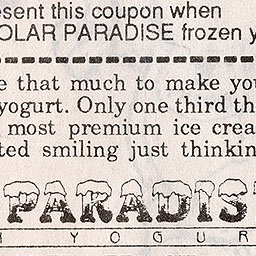 esent this coupon when
OLAR PARADISE frozen y
e that much to make yo
yogurt. Only one third th
most premium ice crea
ted smiling just thinkin
PARADIS
YOGUR